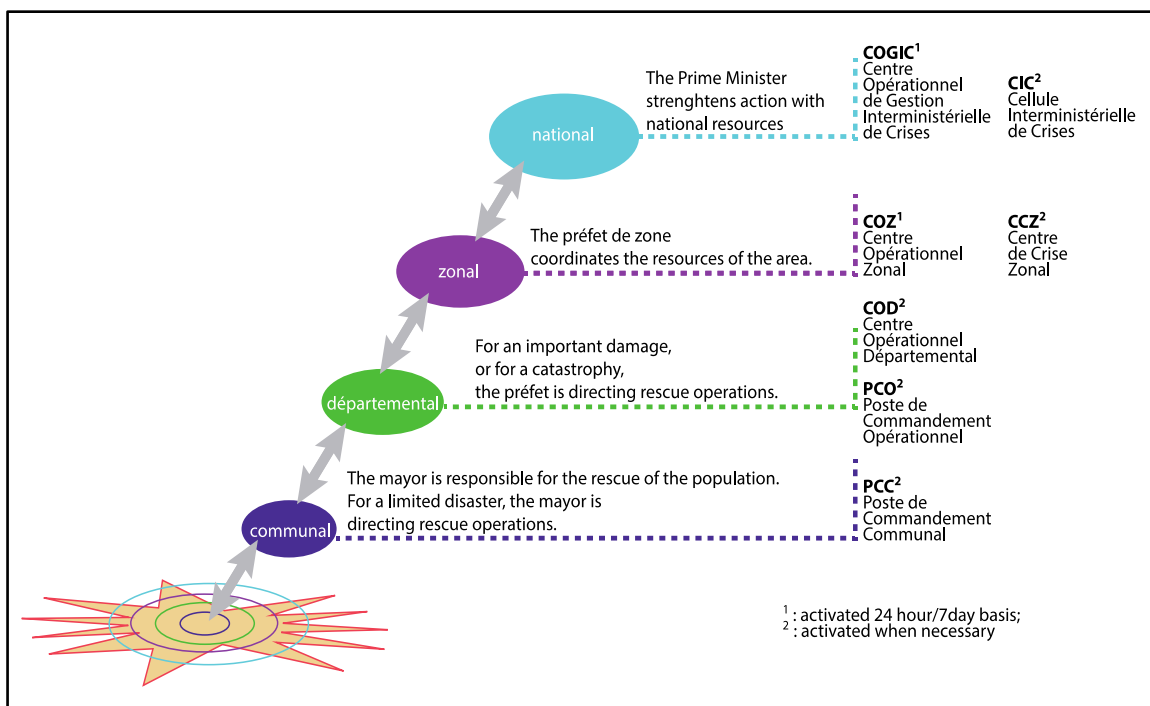 COGIC¹
Centre
Opérationnel
de Gestion
Interministérielle
de Crises
CIC²
Cellule
Interministérielle
de Crises
The Prime Minister
strenghtens action with
national resources
national
COZ¹
Centre
Opérationnel
Zonal
CCZ²
Centre
de Crise
Zonal
The préfet de zone
coordinates the resources of the area.
zonal
COD²
Centre
Opérationnel
Départemental
For an important damage,
or for a catastrophy,
the préfet is directing rescue operations.
départemental
PCO²
Poste de
Commandement
Opérationnel
The mayor is responsible for the rescue of the population.
For a limited disaster, the mayor is
directing rescue operations.
communal
PCC²
Poste de
Commandement
Communal
¹ : activated 24 hour/7day basis;
² : activated when necessary